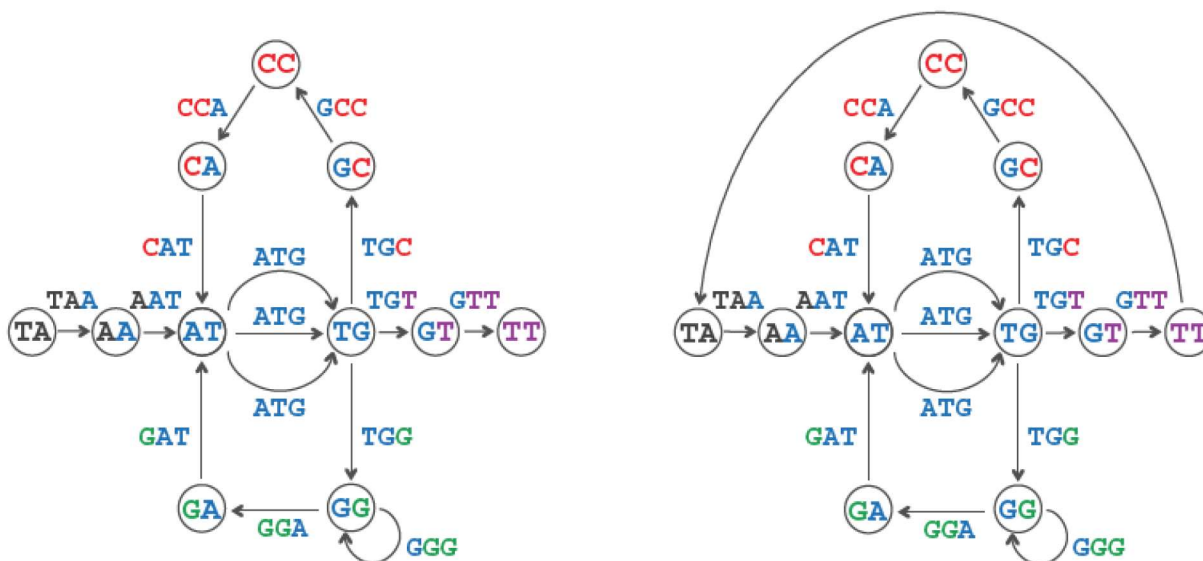 CC
CCA GCC
CA GC
CAT TGC
ATG
TAA AAT ATG TGT GTT
TA AA AT TG GT TT
ATG
GAT TGG
GA GG
GGA GGG
CC
CCA GCC
CA GC
CAT TGC
ATG
TAA AAT ATG TGT GTT
TA AA AT TG GT TT
ATG
GAT TGG
GA GG
GGA GGG